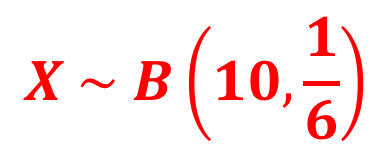 X ~ B(10, 1/6)